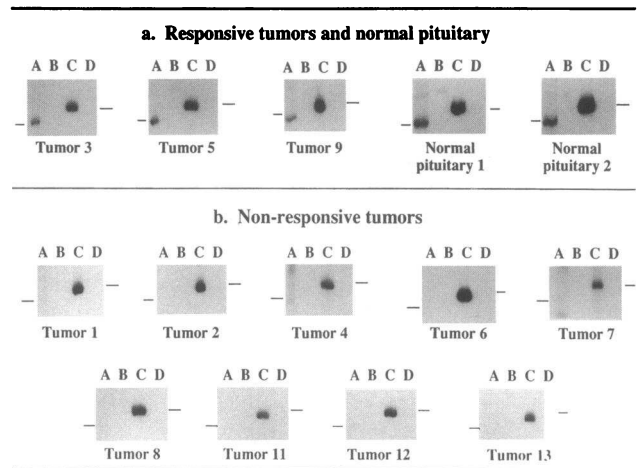 a. Responsive tumors and normal pituitary
A B C D A B C D A B C D A B C D A B C D
Tumor 3 Tumor 5 Tumor 9 Normal pituitary 1 Normal pituitary 2
b. Non-responsive tumors
A B C D A B C D A B C D A B C D A B C D
Tumor 1 Tumor 2 Tumor 4 Tumor 6 Tumor 7
A B C D A B C D A B C D A B C D
Tumor 8 Tumor 11 Tumor 12 Tumor 13